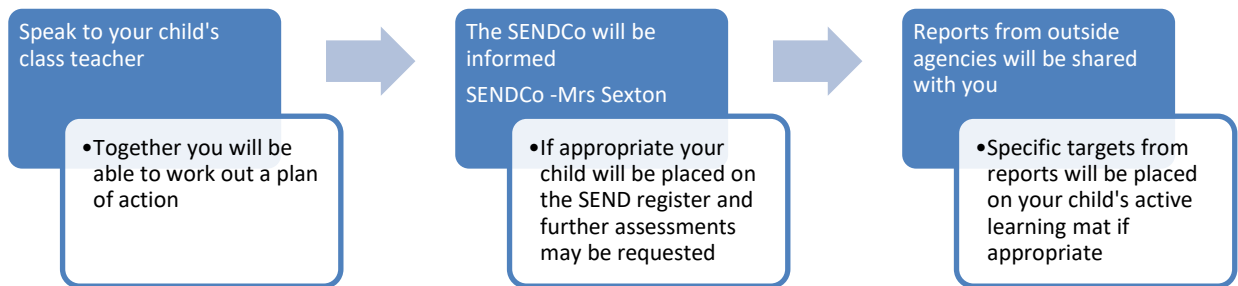 Speak to your child's
class teacher
•Together you will be
able to work out a plan
of action
The SENDCo will be
informed
SENDCo -Mrs Sexton
•If appropriate your
child will be placed on
the SEND register and
further assessments
may be requested
Reports from outside
agencies will be shared
with you
•Specific targets from
reports will be placed
on your child's active
learning mat if
appropriate